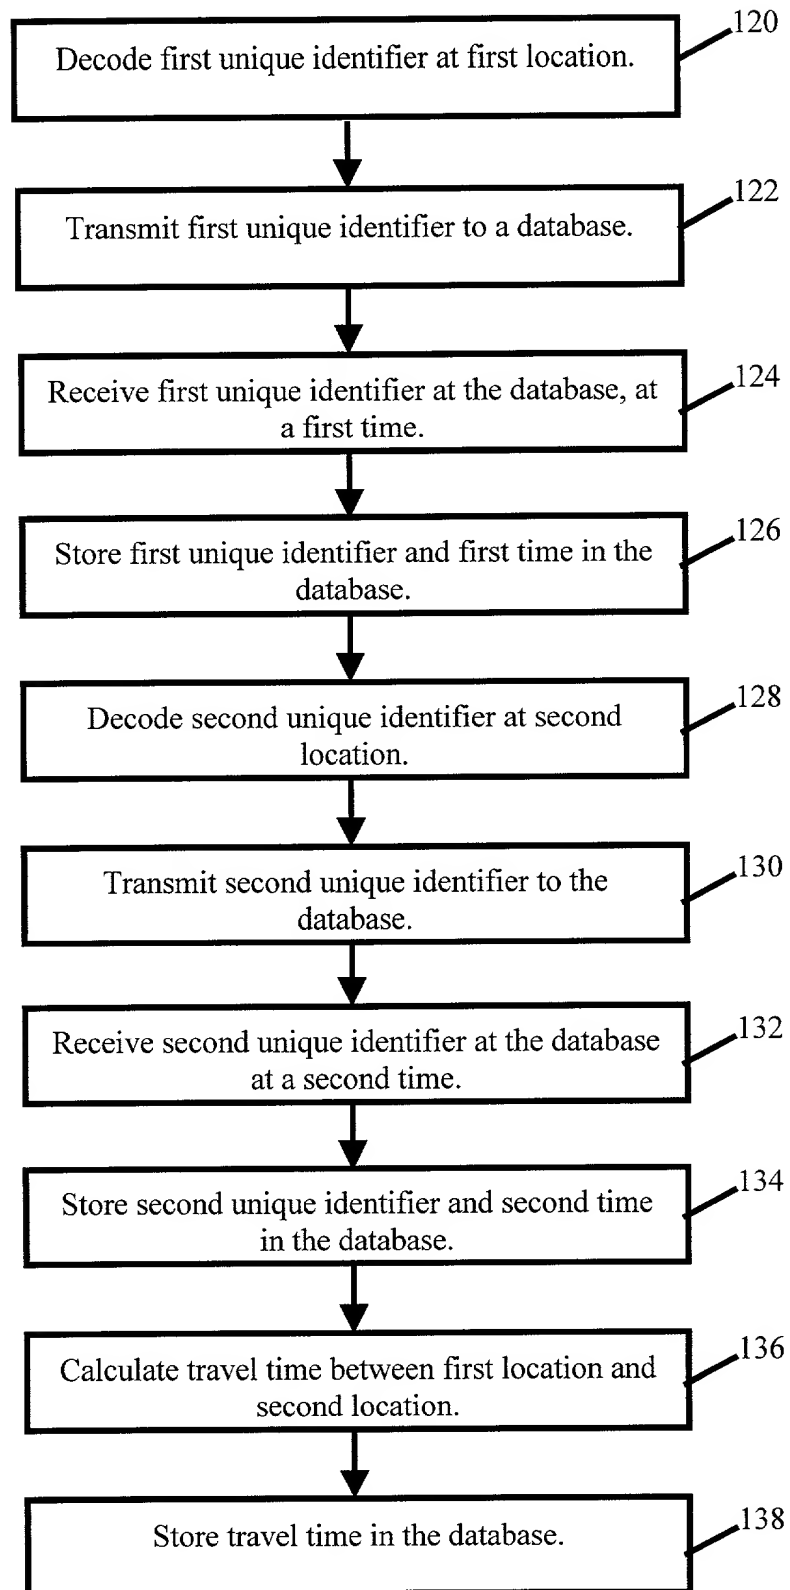 120
Decode first unique identifier at first location.
122
Transmit first unique identifier to a database.
124
Receive first unique identifier at the database, at
a first time.
126
Store first unique identifier and first time in the
database.
128
Decode second unique identifier at second
location.
130
Transmit second unique identifier to the
database.
132
Receive second unique identifier at the database
at a second time.
134
Store second unique identifier and second time
in the database.
136
Calculate travel time between first location and
second location.
138
Store travel time in the database.